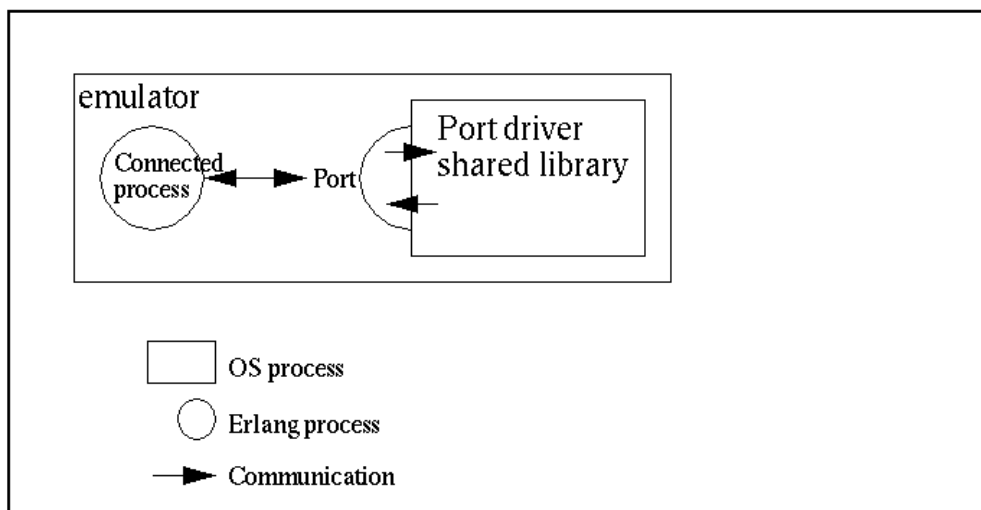 emulator
Connected
process
Port
Port driver
shared library
OS process
Erlang process
Communication